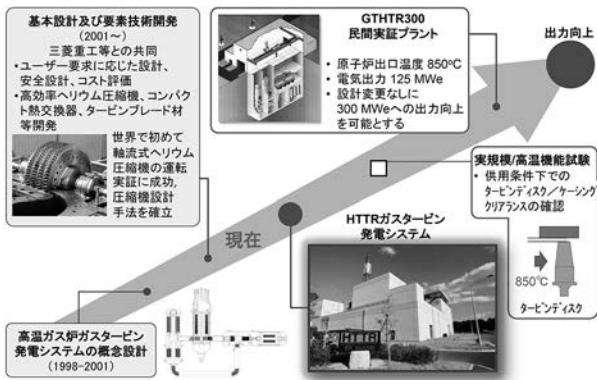 基本設計及び要素技術開発
(2001～)
三菱重工等との共同
・ユーザー要求に応じた設計、
安全設計、コスト評価
・高効率ヘリウム圧縮機、コンパク
ト熱交換器、タービンブレード材
等開発
世界で初めて
軸流式ヘリウム
圧縮機の運転
実証に成功,
圧縮機設計
手法を確立
GTHTR300
民間実証プラント
・ 原子炉出口温度 850℃
・ 電気出力 125 MWe
・ 設計変更なしに
300 MWeへの出力向上
を可能とする
出力向上
実規模/高温機能試験
・ 供用条件下での
タービンディスク／ケーシング
クリアランスの確認
850℃
タービンディスク
現在
HTTRガスタービン
発電システム
HTTR
高温ガス炉ガスタービン
発電システムの概念設計
(1998-2001)